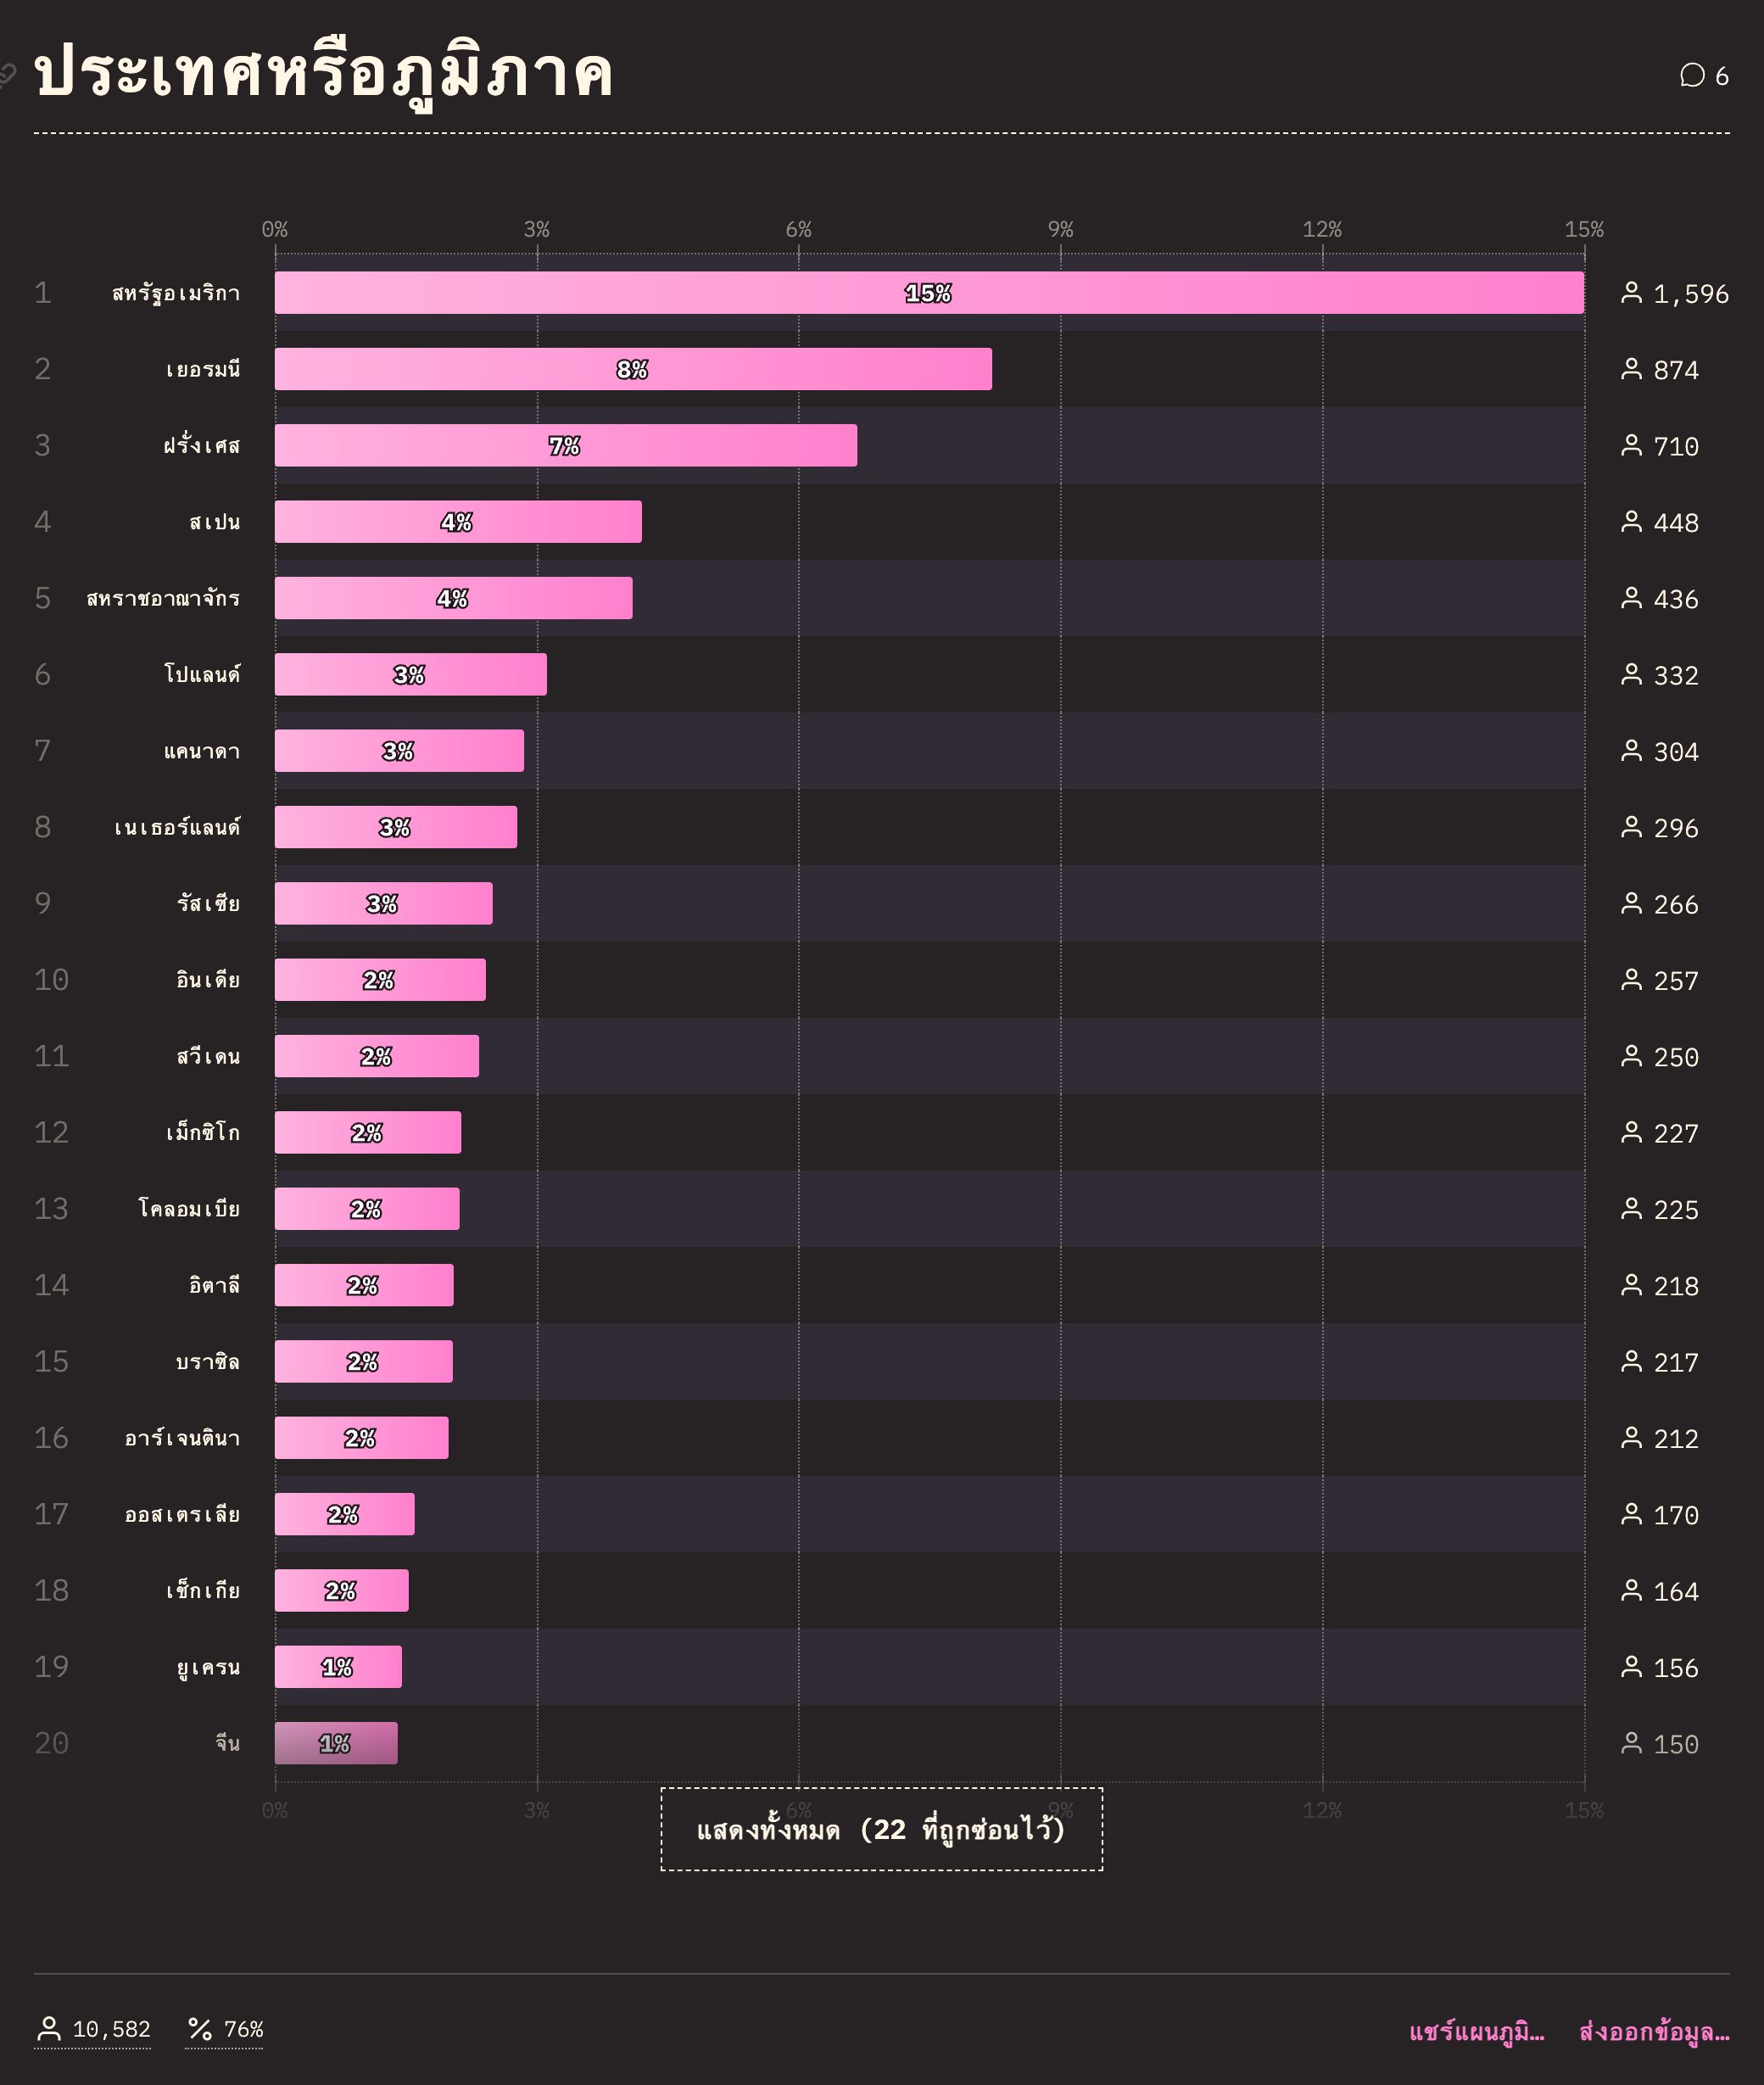 ประเทศหรือภูมิภาค 6
0% 3% 6% 9% 12% 15%
1 สหรัฐอเมริกา 15% 1,596
2 เยอรมนี 8% 874
3 ฝรั่งเศส 7% 710
4 สเปน 4% 448
5 สหราชอาณาจักร 4% 436
6 โปแลนด์ 3% 332
7 แคนาดา 3% 304
8 เนเธอร์แลนด์ 3% 296
9 รัสเซีย 3% 266
10 อินเดีย 2% 257
11 สวีเดน 2% 250
12 เม็กซิโก 2% 227
13 โคลอมเบีย 2% 225
14 อิตาลี 2% 218
15 บราซิล 2% 217
16 อาร์เจนตินา 2% 212
17 ออสเตรเลีย 2% 170
18 เช็กเกีย 2% 164
19 ยูเครน 1% 156
20 จีน 1% 150
0% 3% 6% 9% 12% 15%
แสดงทั้งหมด (22 ที่ถูกซ่อนไว้)
10,582 % 76% แชร์แผนภูมิ… ส่งออกข้อมูล…